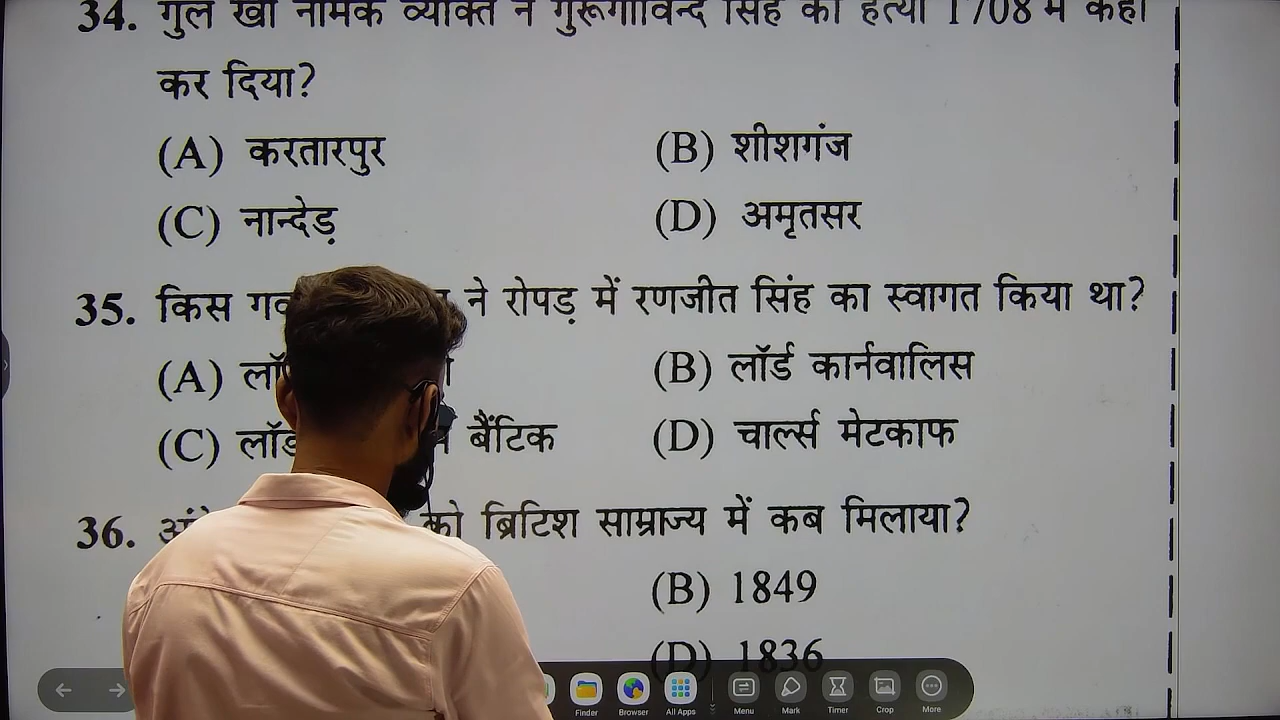 34. गुल खाँ नामक व्यक्ति ने गुरूगोविन्द सिंह की हत्या 1708 में कहाँ
कर दिया?
(A) करतारपुर (B) शीशगंज
(C) नान्देड़ (D) अमृतसर
35. किस ने रोपड़ में रणजीत सिंह का स्वागत किया था?
(A) (B) लॉर्ड कार्नवालिस
(C) बैंटिक (D) चार्ल्स मेटकाफ
36. को ब्रिटिश साम्राज्य में कब मिलाया?
(B) 1849
(D) 1836
Finder Browser All Apps Menu Mark Timer Crop More